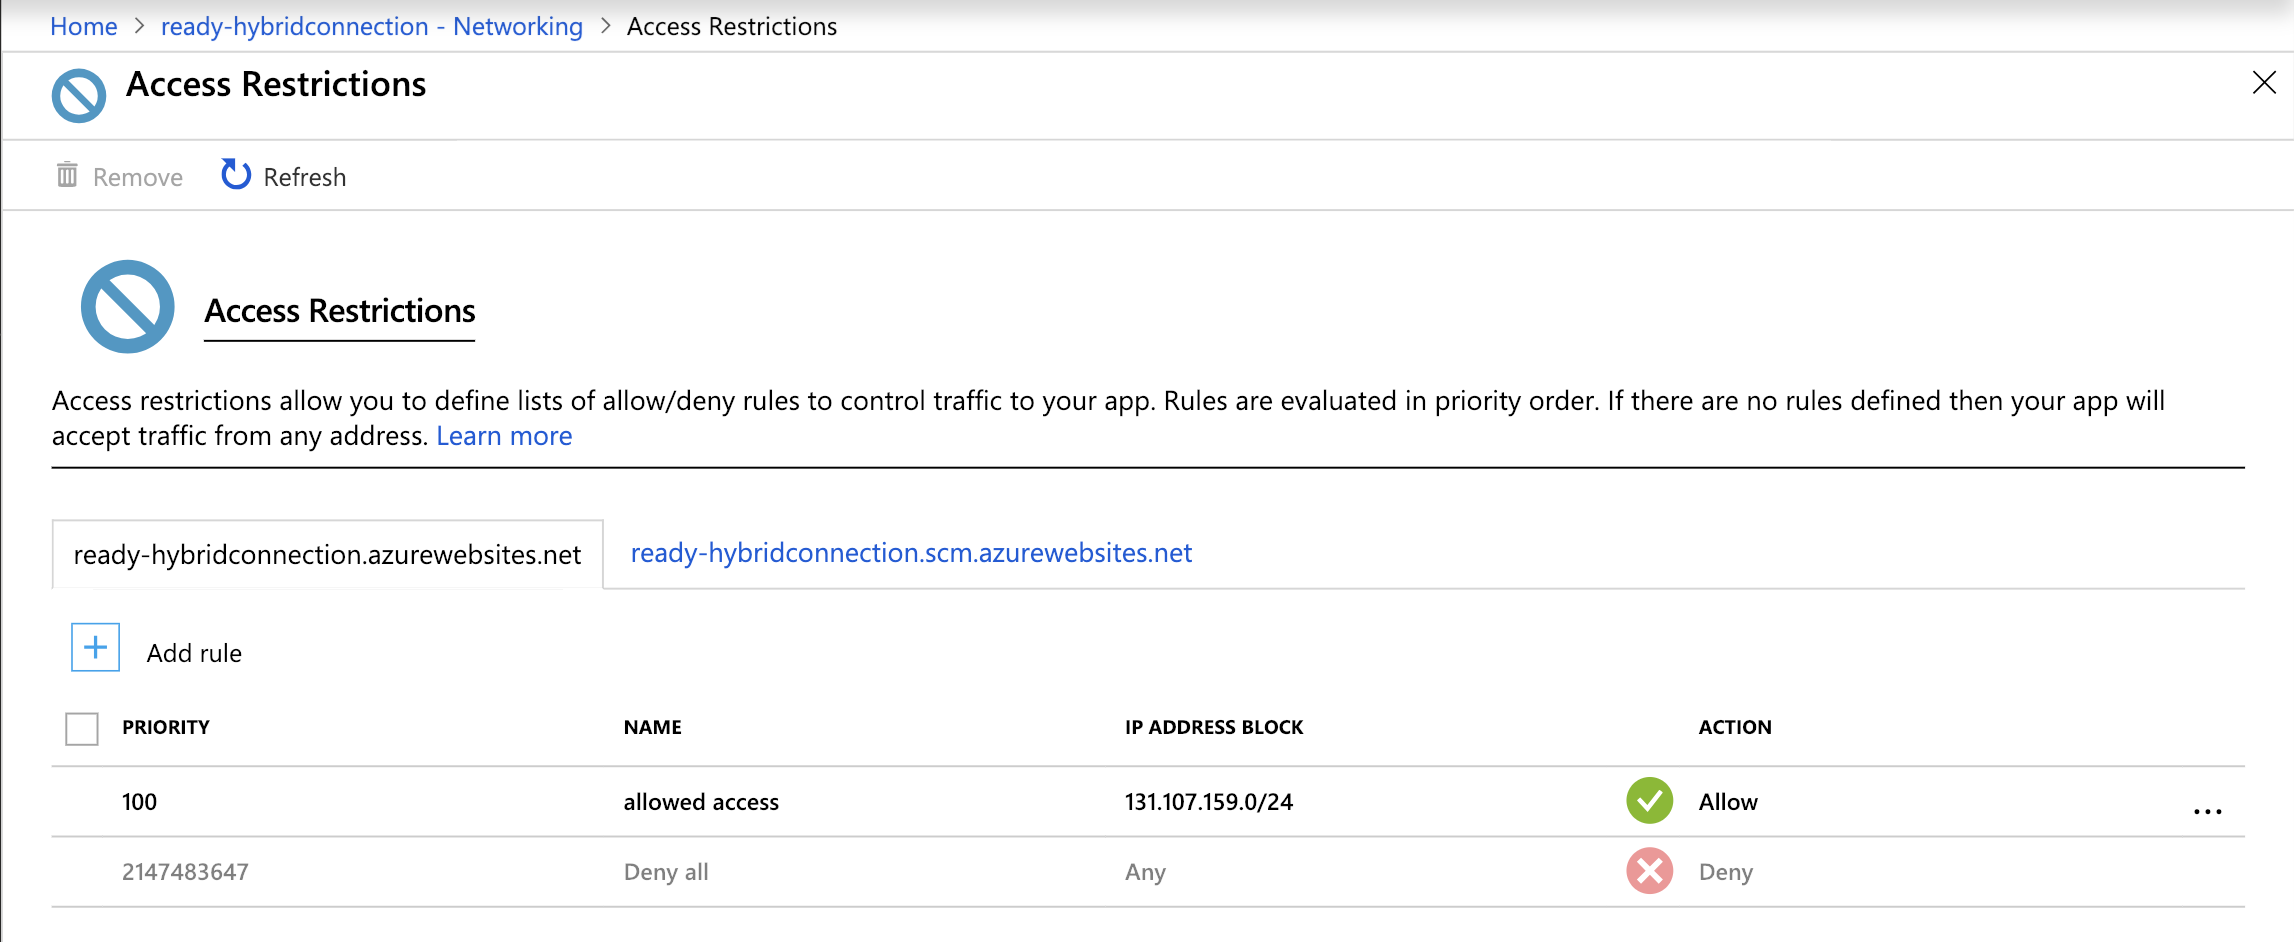 Home > ready-hybridconnection - Networking > Access Restrictions
Access Restrictions
Remove Refresh
Access Restrictions
Access restrictions allow you to define lists of allow/deny rules to control traffic to your app. Rules are evaluated in priority order. If there are no rules defined then your app will
accept traffic from any address. Learn more
ready-hybridconnection.azurewebsites.net ready-hybridconnection.scm.azurewebsites.net
Add rule
PRIORITY NAME IP ADDRESS BLOCK ACTION
100 allowed access 131.107.159.0/24 Allow ...
2147483647 Deny all Any Deny